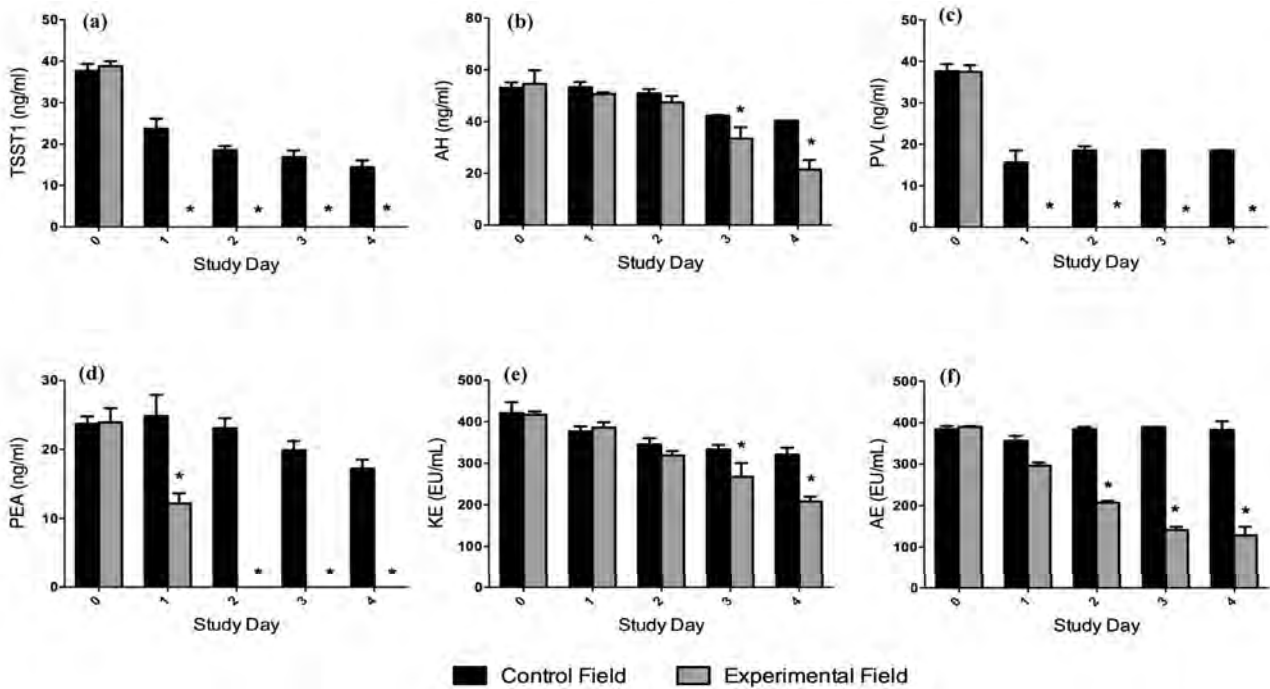 (a)
TSST1 (ng/ml)
50
40
30
20
10
0
0 1 2 3 4
* * * *
Study Day
(b)
AH (ng/ml)
80
60
40
20
0
0 1 2 3 4
* *
Study Day
(c)
PVL (ng/ml)
50
40
30
20
10
0
0 1 2 3 4
* * * *
Study Day
(d)
PEA (ng/ml)
30
20
10
0
0 1 2 3 4
* * * *
Study Day
(e)
KE (EU/mL)
500
400
300
200
100
0
0 1 2 3 4
* *
Study Day
(f)
AE (EU/mL)
500
400
300
200
100
0
0 1 2 3 4
* * *
Study Day
Control Field Experimental Field